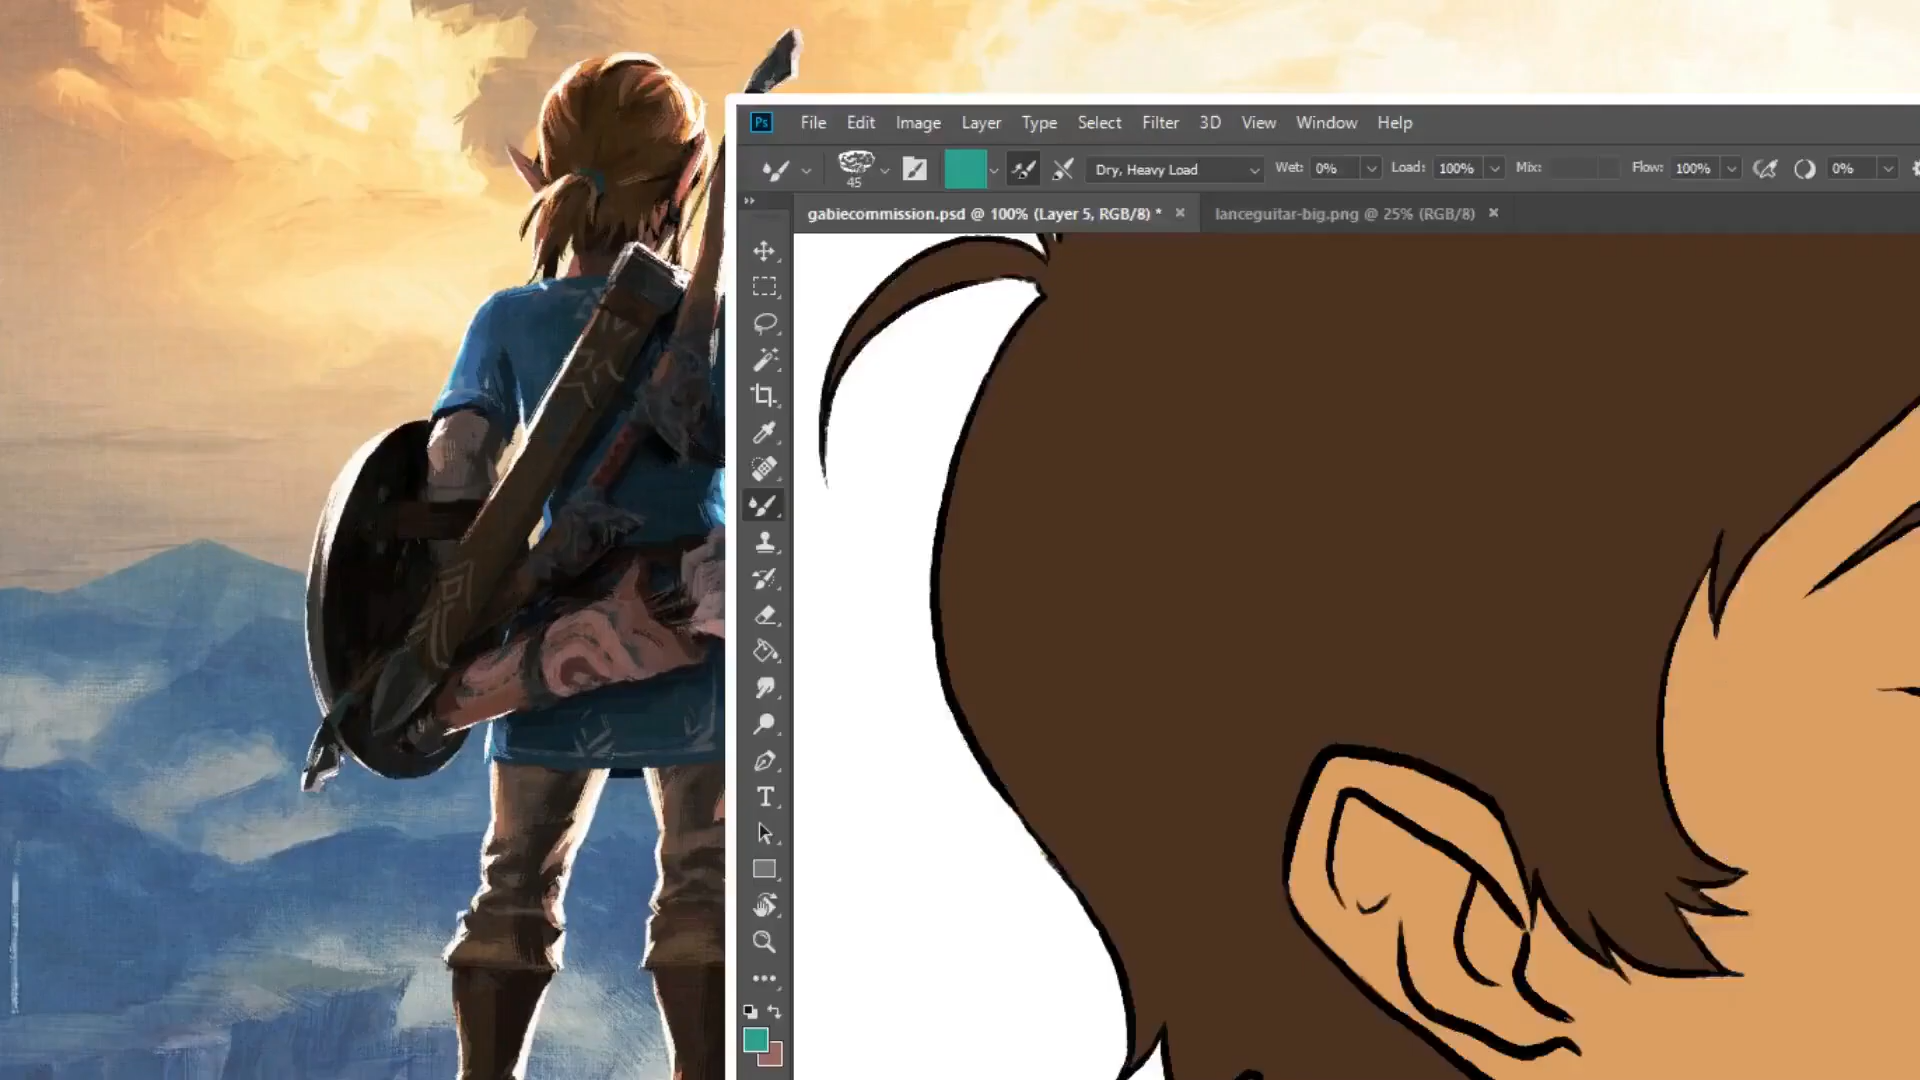 Ps File Edit Image Layer Type Select Filter 3D View Window Help
45 Dry, Heavy Load Wet: 0% Load: 100% Mix: Flow: 100% 0%
gabiecommission.psd @ 100% (Layer 5, RGB/8) * × lanceguitar-big.png @ 25% (RGB/8) ×
T